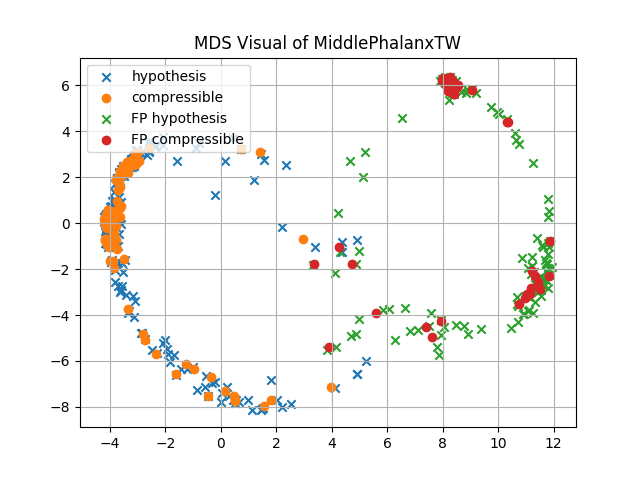 MDS Visual of MiddlePhalanxTW
hypothesis
compressible
FP hypothesis
FP compressible
6
4
2
0
−2
−4
−6
−8
−4 −2 0 2 4 6 8 10 12